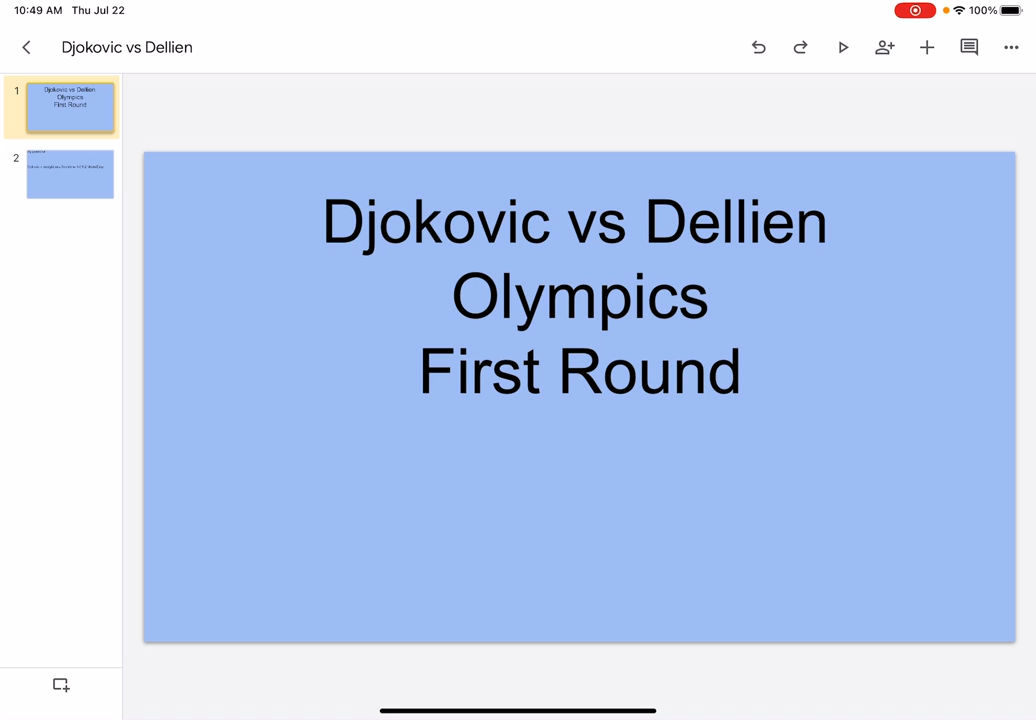 10:49 AM Thu Jul 22
100%
Djokovic vs Dellien
1
Djokovic vs Dellien
Olympics
First Round
2
Djokovic vs Dellien
Olympics
First Round